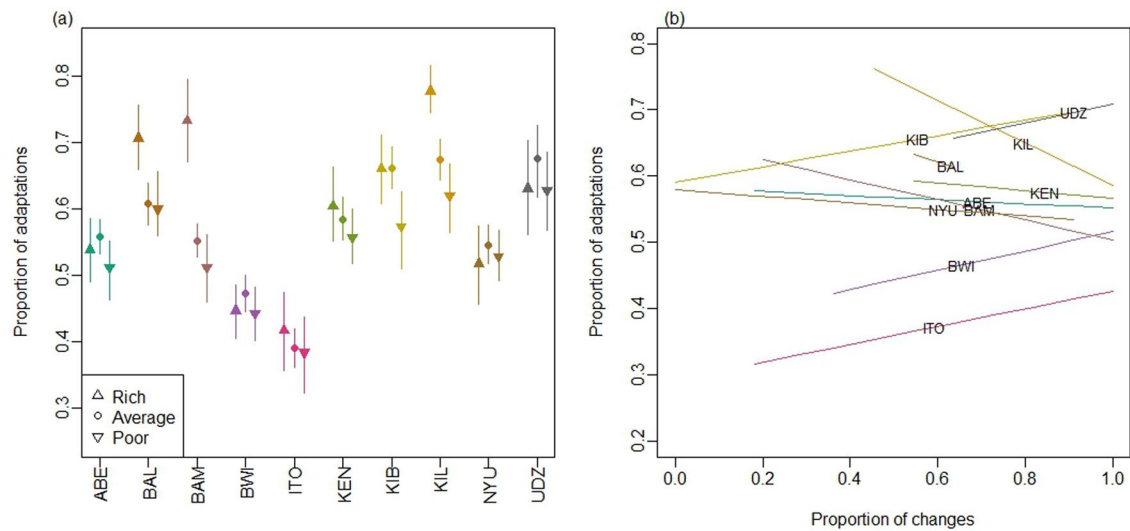 (a)
Proportion of adaptations
0.8
0.7
0.6
0.5
0.4
0.3
Rich
Average
Poor
ABE
BAL
BAM
BWI
ITO
KEN
KIB
KIL
NYU
UDZ
(b)
Proportion of adaptations
0.8
0.7
0.6
0.5
0.4
0.3
0.2
UDZ
KIB
KIL
BAL
KEN
ABE
NYU BAM
BWI
ITO
0.0 0.2 0.4 0.6 0.8 1.0
Proportion of changes